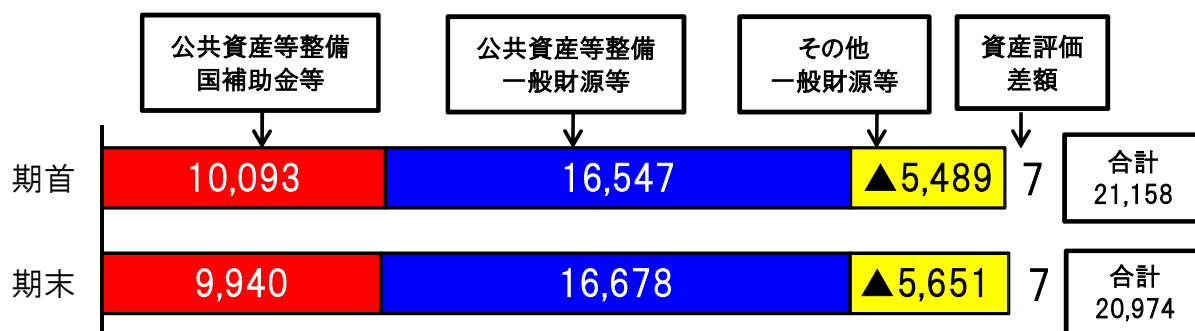 公共資産等整備
国補助金等
公共資産等整備
一般財源等
その他
一般財源等
資産評価
差額
期首
10,093
16,547
▲5,489
7
合計
21,158
期末
9,940
16,678
▲5,651
7
合計
20,974